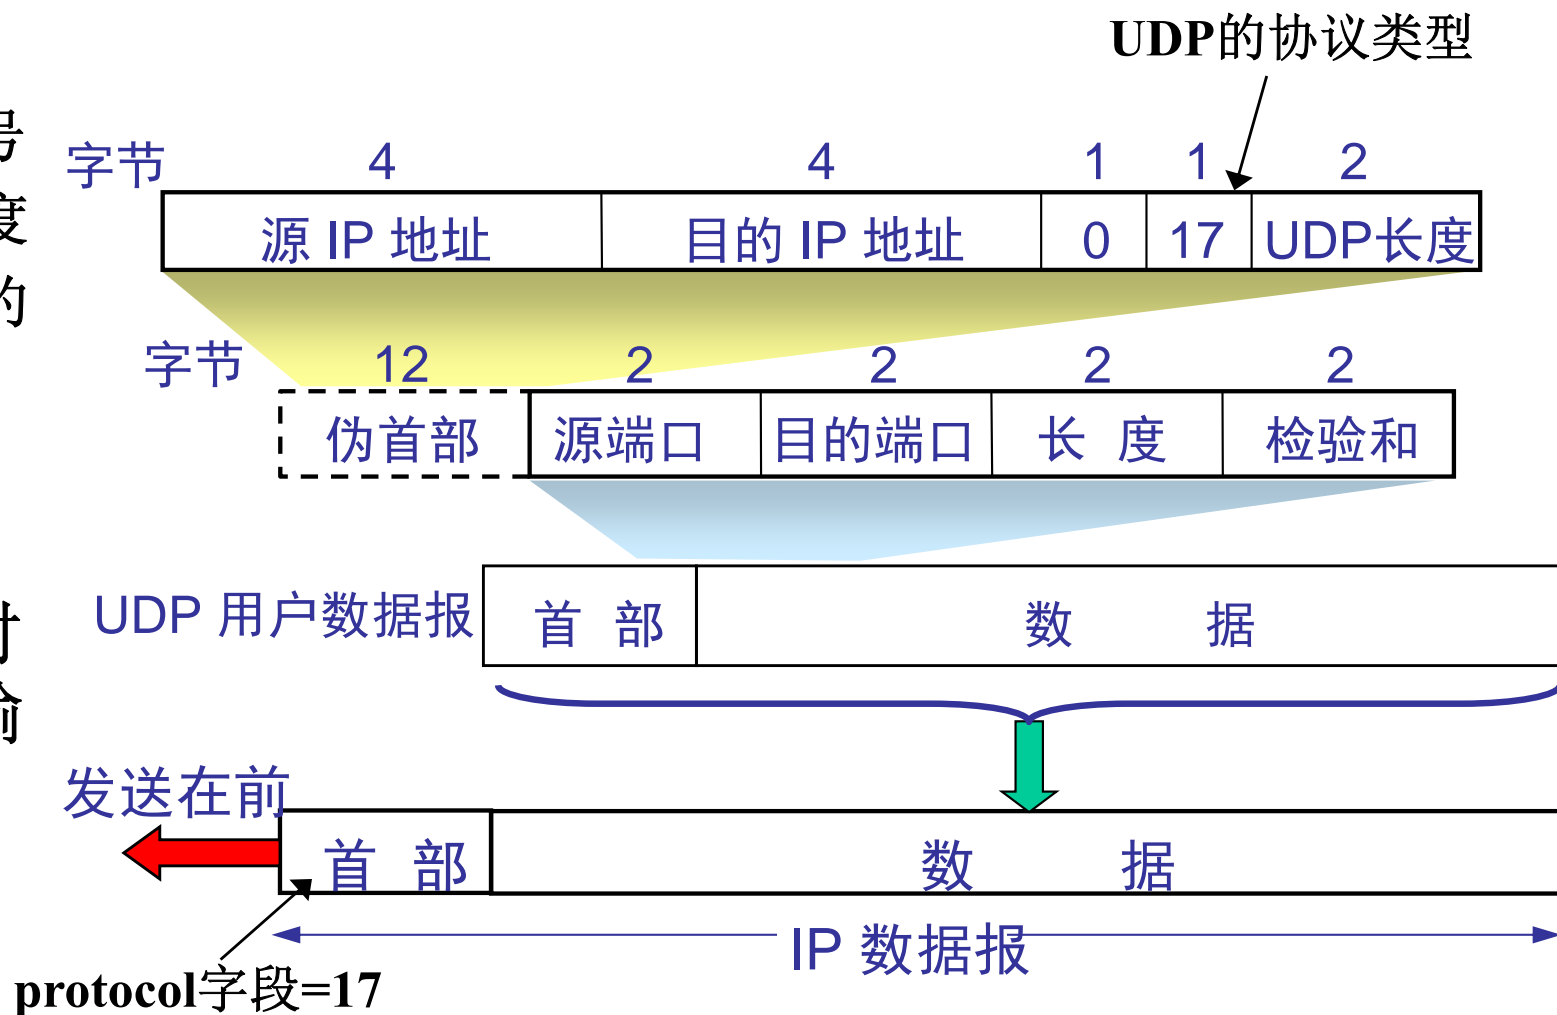 UDP的协议类型
号
字节 4 4 1 1 2
度
源 IP 地址 目的 IP 地址 0 17 UDP长度
的
字节 12 2 2 2 2
伪首部 源端口 目的端口 长 度 检验和
UDP 用户数据报 首 部 数 据
输
发送在前
首 部 数 据
IP 数据报
protocol字段=17